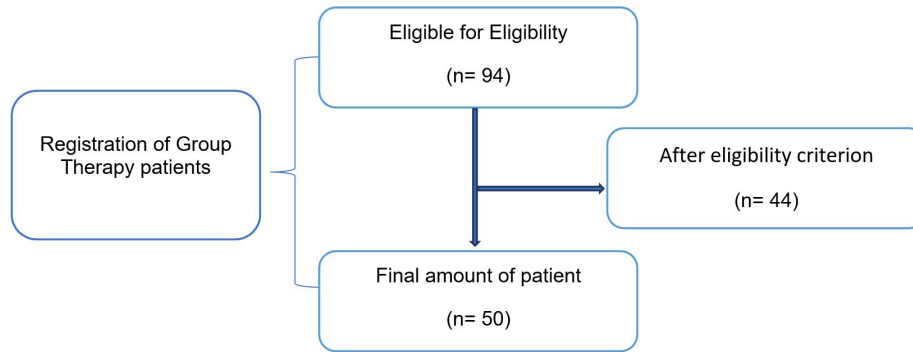 Eligible for Eligibility
(n= 94)
Registration of Group
Therapy patients
After eligibility criterion
(n= 44)
Final amount of patient
(n= 50)